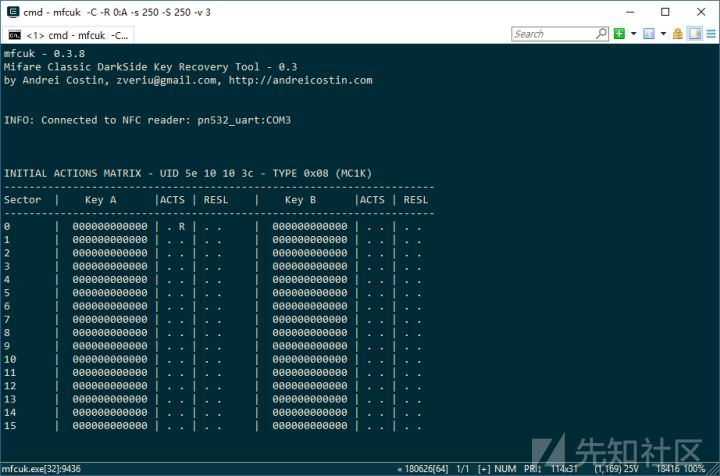 cmd - mfcuk -C -R 0:A -s 250 -S 250 -v 3
<1> cmd - mfcuk -C...
Search
mfcuk - 0.3.8
Mifare Classic DarkSide Key Recovery Tool - 0.3
by Andrei Costin, zveriu@gmail.com, http://andreicostin.com
INFO: Connected to NFC reader: pn532_uart:COM3
INITIAL ACTIONS MATRIX - UID 5e 10 10 3c - TYPE 0x08 (MC1K)
---------------------------------------------------------------------
Sector | Key A |ACTS | RESL | Key B |ACTS | RESL
---------------------------------------------------------------------
0 | 000000000000 | . R | . . | 000000000000 | . . | . .
1 | 000000000000 | . . | . . | 000000000000 | . . | . .
2 | 000000000000 | . . | . . | 000000000000 | . . | . .
3 | 000000000000 | . . | . . | 000000000000 | . . | . .
4 | 000000000000 | . . | . . | 000000000000 | . . | . .
5 | 000000000000 | . . | . . | 000000000000 | . . | . .
6 | 000000000000 | . . | . . | 000000000000 | . . | . .
7 | 000000000000 | . . | . . | 000000000000 | . . | . .
8 | 000000000000 | . . | . . | 000000000000 | . . | . .
9 | 000000000000 | . . | . . | 000000000000 | . . | . .
10 | 000000000000 | . . | . . | 000000000000 | . . | . .
11 | 000000000000 | . . | . . | 000000000000 | . . | . .
12 | 000000000000 | . . | . . | 000000000000 | . . | . .
13 | 000000000000 | . . | . . | 000000000000 | . . | . .
14 | 000000000000 | . . | . . | 000000000000 | . . | . .
15 | 000000000000 | . . | . . | 000000000000 | . . | . .
先知社区
mfcuk.exe[32]:9436 « 180626[64] 1/1 [+] NUM PRI: 114x31 (1,169) 25V 18416 100%